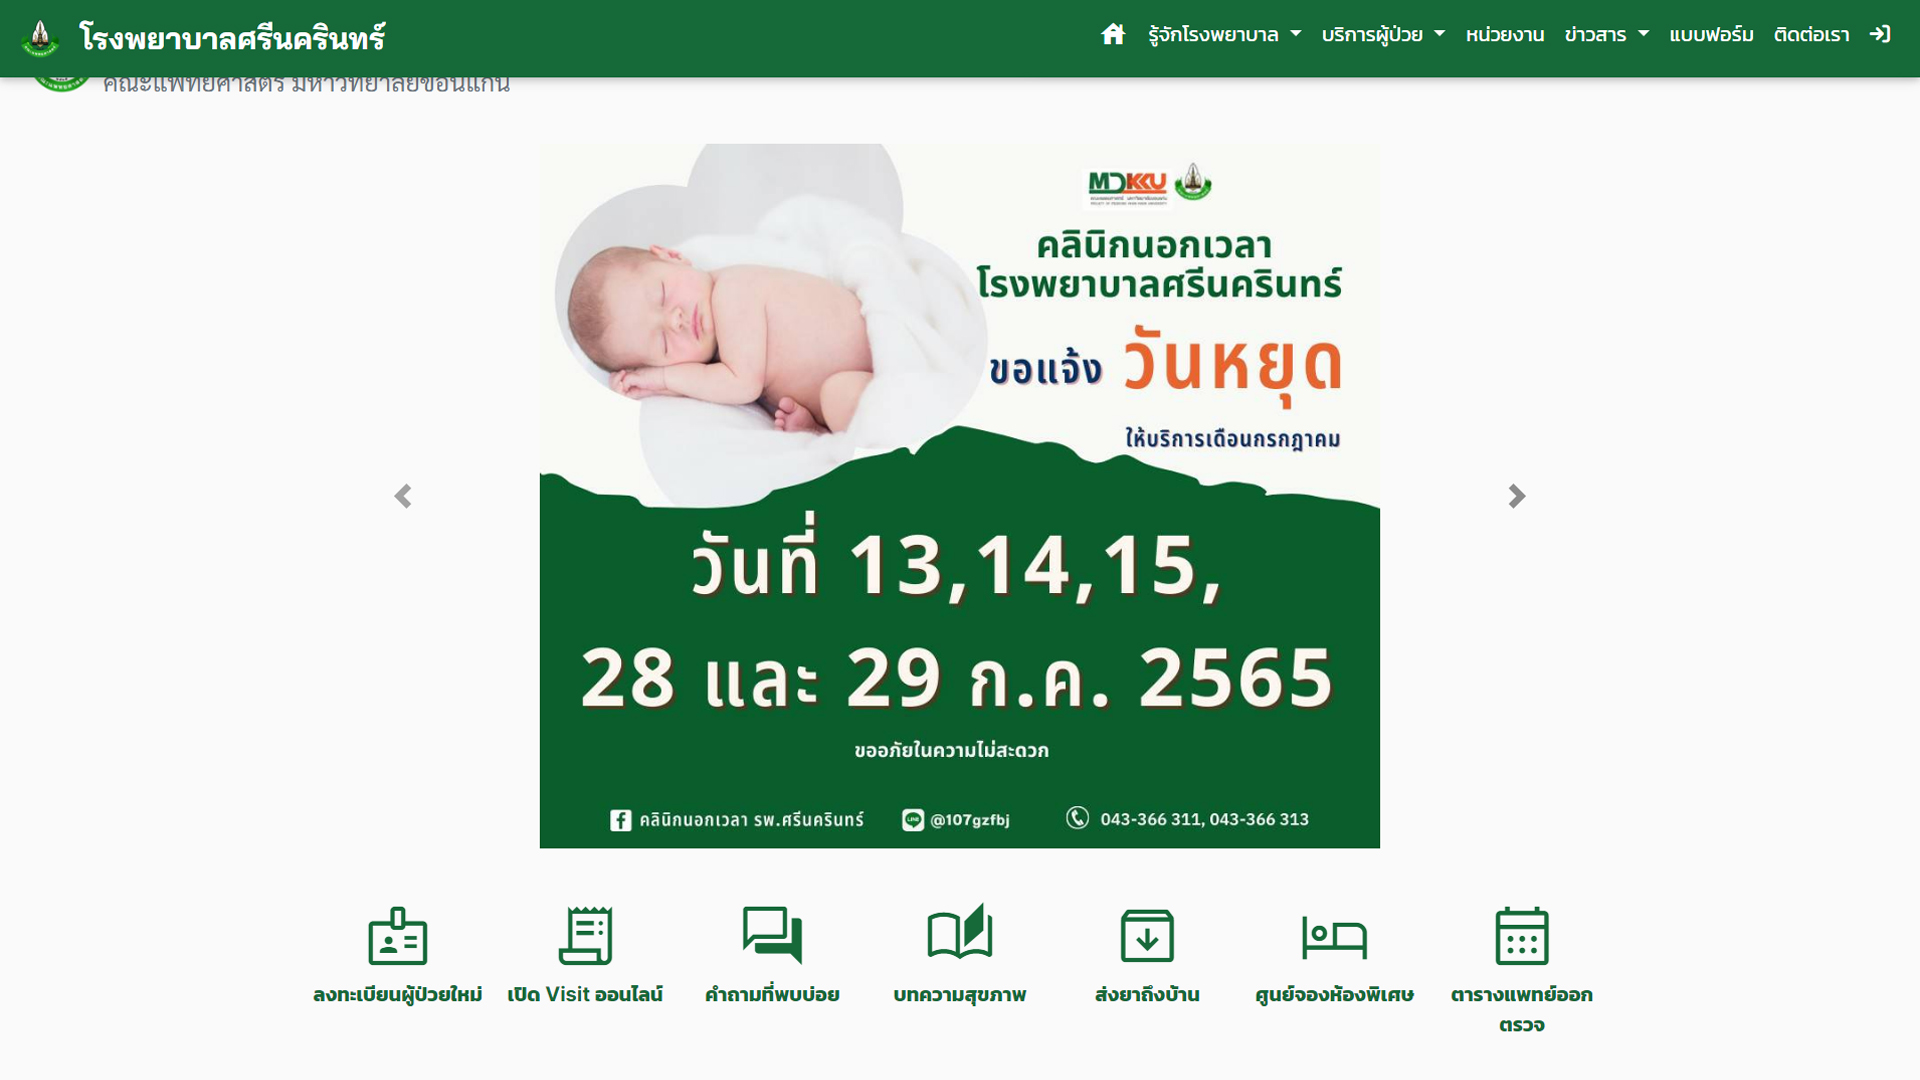 โรงพยาบาลศรีนครินทร์
รู้จักโรงพยาบาล
บริการผู้ป่วย
หน่วยงาน
ข่าวสาร
แบบฟอร์ม
ติดต่อเรา
คณะแพทยศาสตร์ มหาวิทยาลัยขอนแก่น
MDKKU
คลินิกนอกเวลา
โรงพยาบาลศรีนครินทร์
ขอแจ้ง วันหยุด
ให้บริการเดือนกรกฎาคม
วันที่ 13,14,15,
28 และ 29 ก.ค. 2565
ขออภัยในความไม่สะดวก
คลินิกนอกเวลา รพ.ศรีนครินทร์
LINE @107gzfbj
043-366 311, 043-366 313
ลงทะเบียนผู้ป่วยใหม่
เปิด Visit ออนไลน์
คำถามที่พบบ่อย
บทความสุขภาพ
ส่งยาถึงบ้าน
ศูนย์จองห้องพิเศษ
ตารางแพทย์ออก
ตรวจ